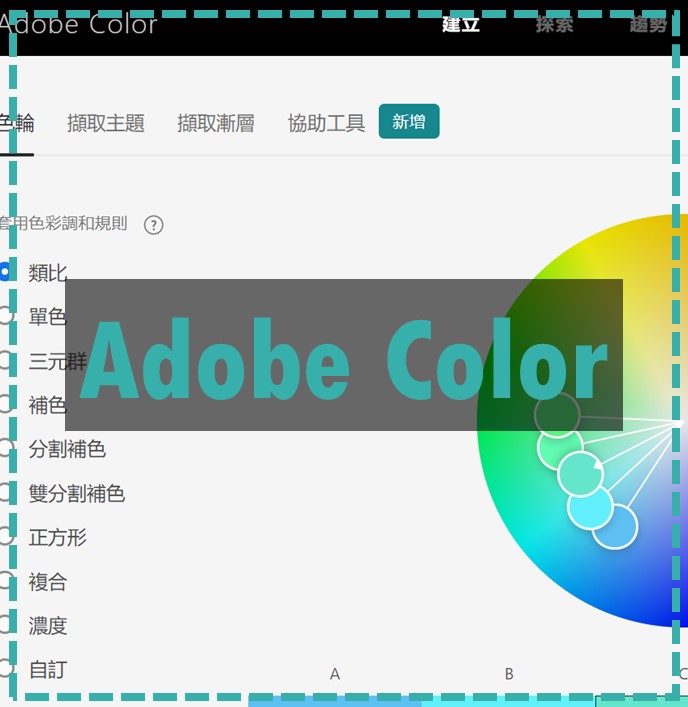 Adobe Color
建立 探索 趨勢
色輪 擷取主題 擷取漸層 協助工具 新增
套用色彩調和規則 ?
類比
單色
三元群
Adobe Color
補色
分割補色
雙分割補色
正方形
複合
濃度
自訂
A B C